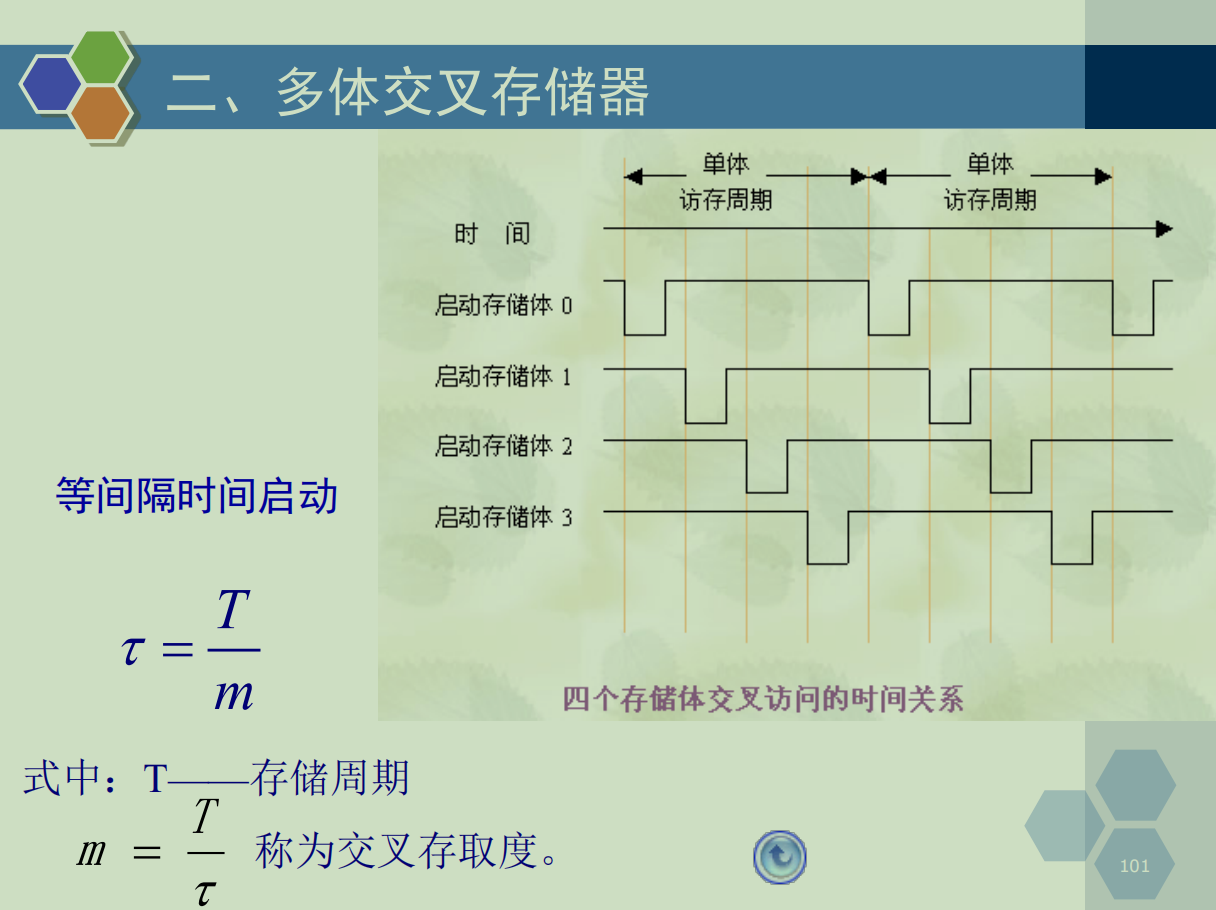 二、多体交叉存储器
单体 单体
访存周期 访存周期
时 间
启动存储体 0
启动存储体 1
启动存储体 2
启动存储体 3
四个存储体交叉访问的时间关系
等间隔时间启动
τ = T/m
式中：T——存储周期
m = T/τ 称为交叉存取度。
101